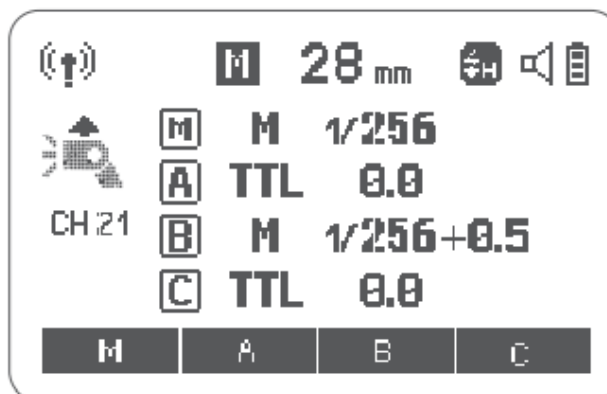 M 28 mm H
M M 1/256
A TTL 0.0
CH 21
B M 1/256+0.5
C TTL 0.0
M A B C